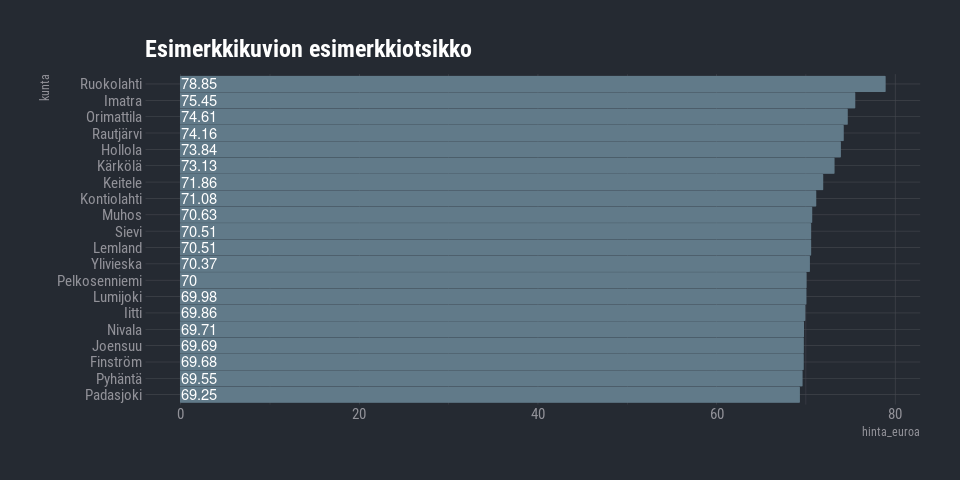 Esimerkkikuvion esimerkkiotsikko
kunta
Ruokolahti 78.85
Imatra 75.45
Orimattila 74.61
Rautjärvi 74.16
Hollola 73.84
Kärkölä 73.13
Keitele 71.86
Kontiolahti 71.08
Muhos 70.63
Sievi 70.51
Lemland 70.51
Ylivieska 70.37
Pelkosenniemi 70
Lumijoki 69.98
Iitti 69.86
Nivala 69.71
Joensuu 69.69
Finström 69.68
Pyhäntä 69.55
Padasjoki 69.25
0 20 40 60 80
hinta_euroa